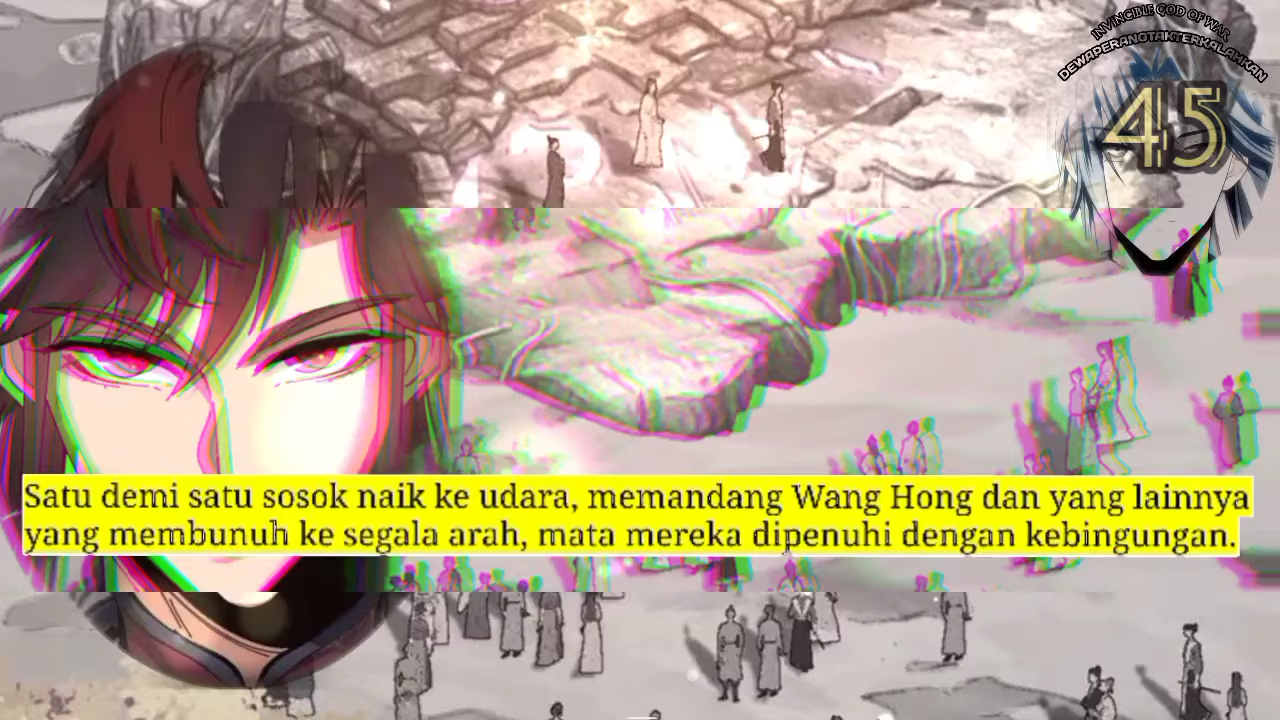 INVINCIBLE GOD OF WAR
DEWAPERANGTAKTERKALAHKAN
45
Satu demi satu sosok naik ke udara, memandang Wang Hong dan yang lainnya
yang membunuh ke segala arah, mata mereka dipenuhi dengan kebingungan.